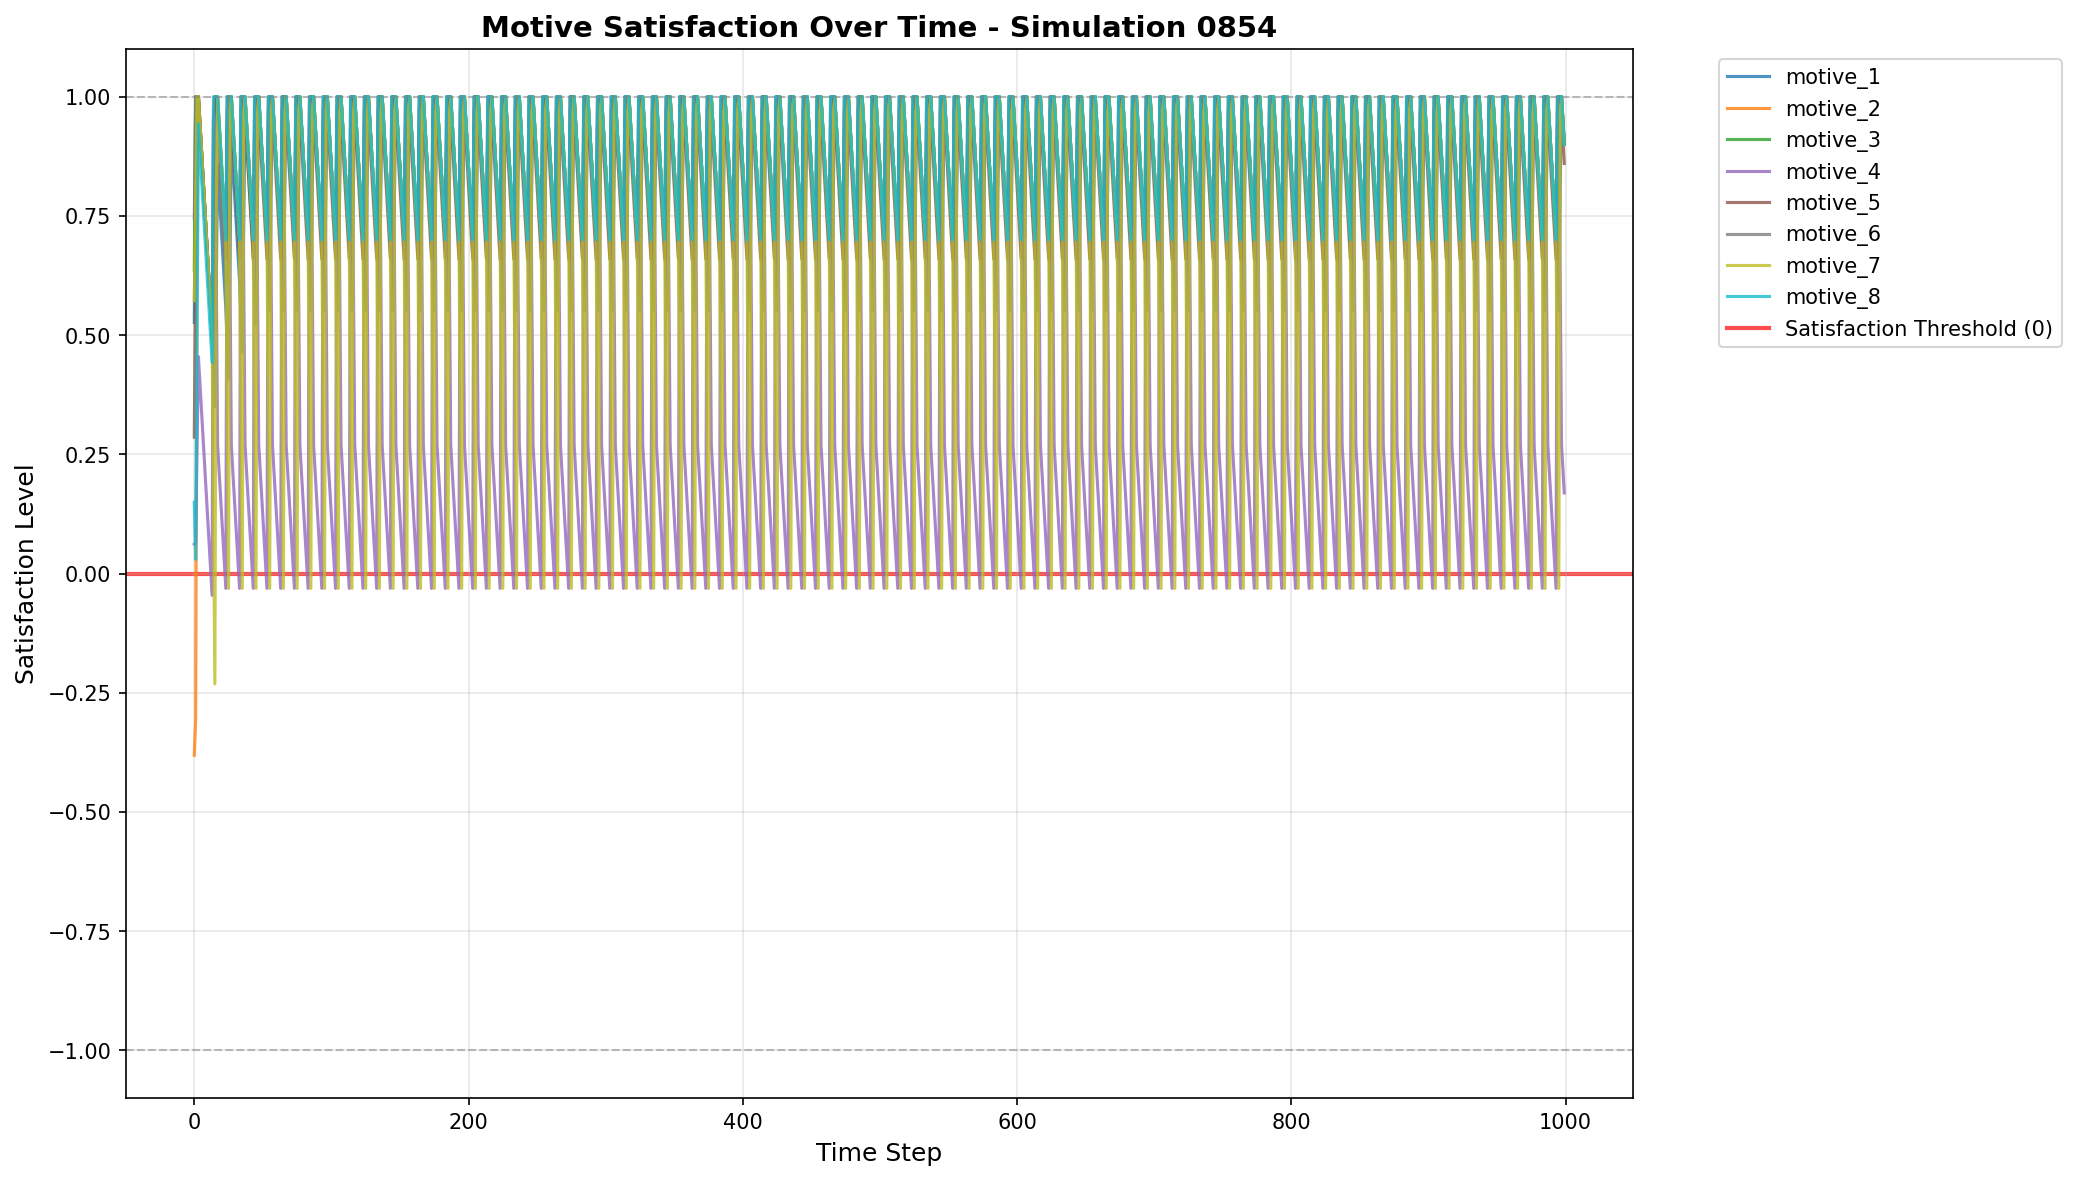 Motive Satisfaction Over Time - Simulation 0854
Satisfaction Level
1.00
0.75
0.50
0.25
0.00
−0.25
−0.50
−0.75
−1.00
0
200
400
600
800
1000
Time Step
motive_1
motive_2
motive_3
motive_4
motive_5
motive_6
motive_7
motive_8
Satisfaction Threshold (0)